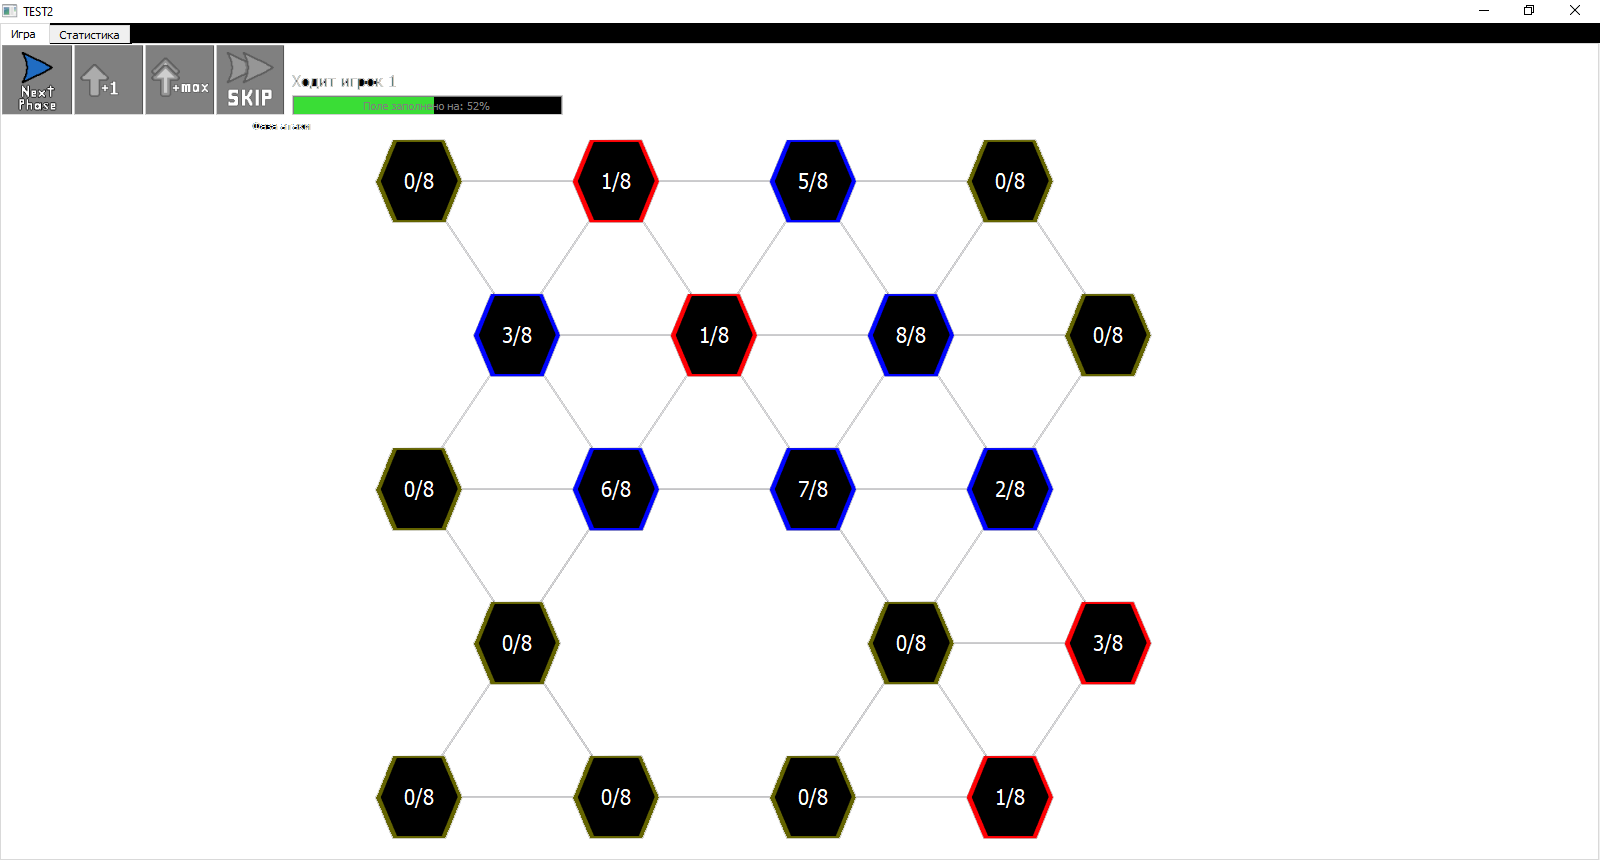 TEST2
Игра Статистика
Next Phase
+1
+max
SKIP
Ходит игрок 1
Поле заполнено на: 52%
Фаза атаки
0/8 1/8 5/8 0/8
3/8 1/8 8/8 0/8
0/8 6/8 7/8 2/8
0/8 0/8 3/8
0/8 0/8 0/8 1/8